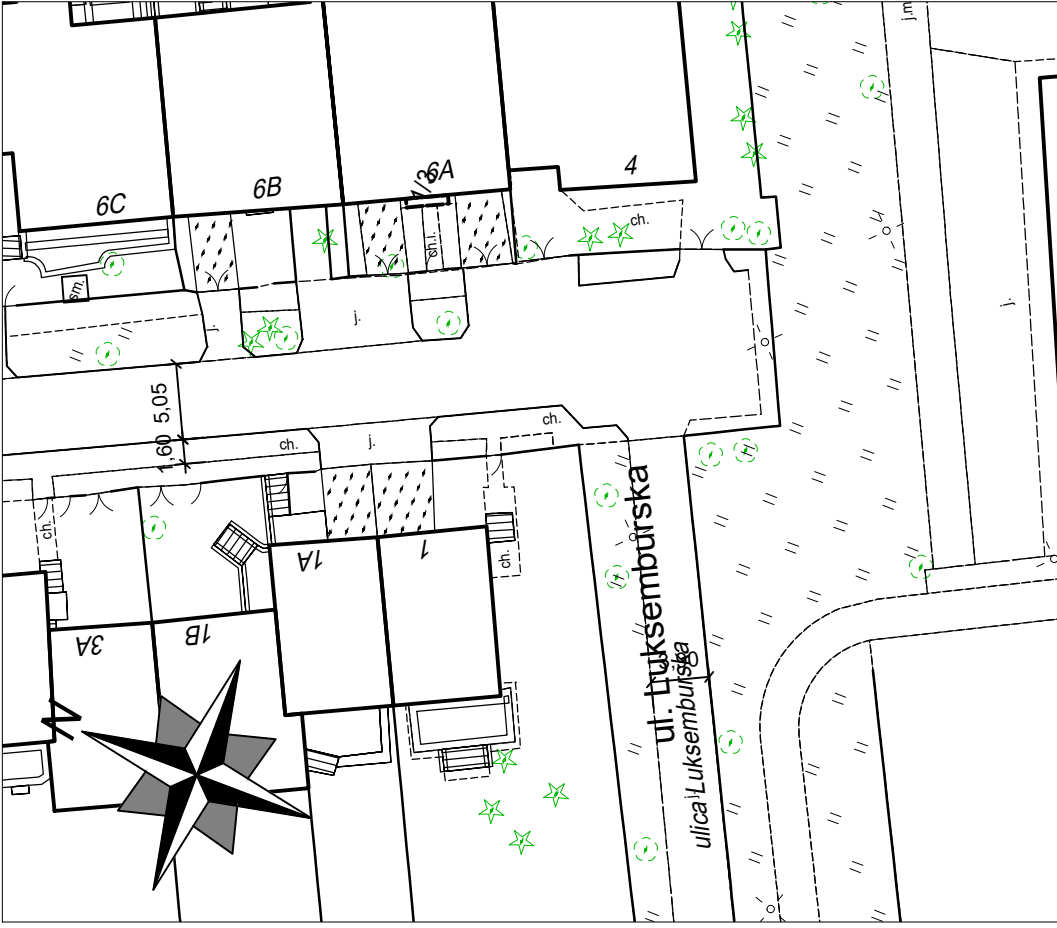 j.m
6A
4
6B
6C
ch.
ch.i.
sm.
j.
j.
j.
5,05
1,60
ch.
ch.
j.
ul. Luksemburska
ch.
ch.
1A
1
3A
1B
ulica Luksemburska
N